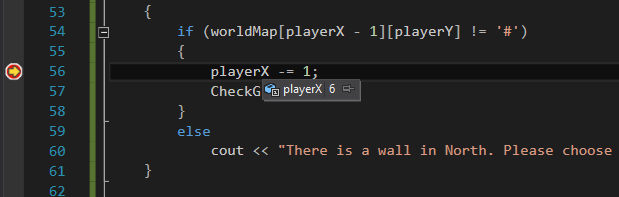 53 {
54 if (worldMap[playerX - 1][playerY] != '#')
55 {
56 playerX -= 1;
57 CheckG playerX 6
58 }
59 else
60 cout << "There is a wall in North. Please choose
61 }
62